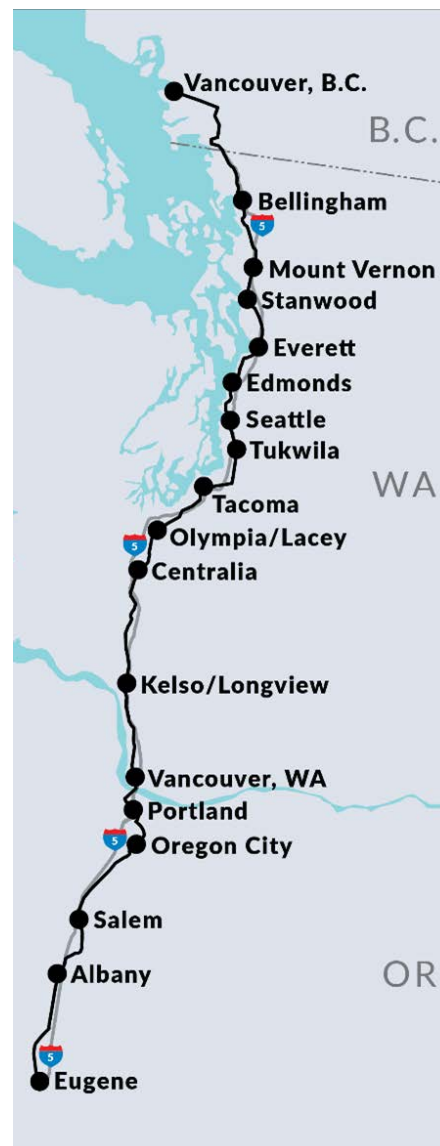 Vancouver, B.C.
B.C.
Bellingham
5
Mount Vernon
Stanwood
Everett
Edmonds
Seattle
Tukwila
WA
Tacoma
Olympia/Lacey
5
Centralia
Kelso/Longview
Vancouver, WA
Portland
5
Oregon City
Salem
Albany
OR
5
Eugene